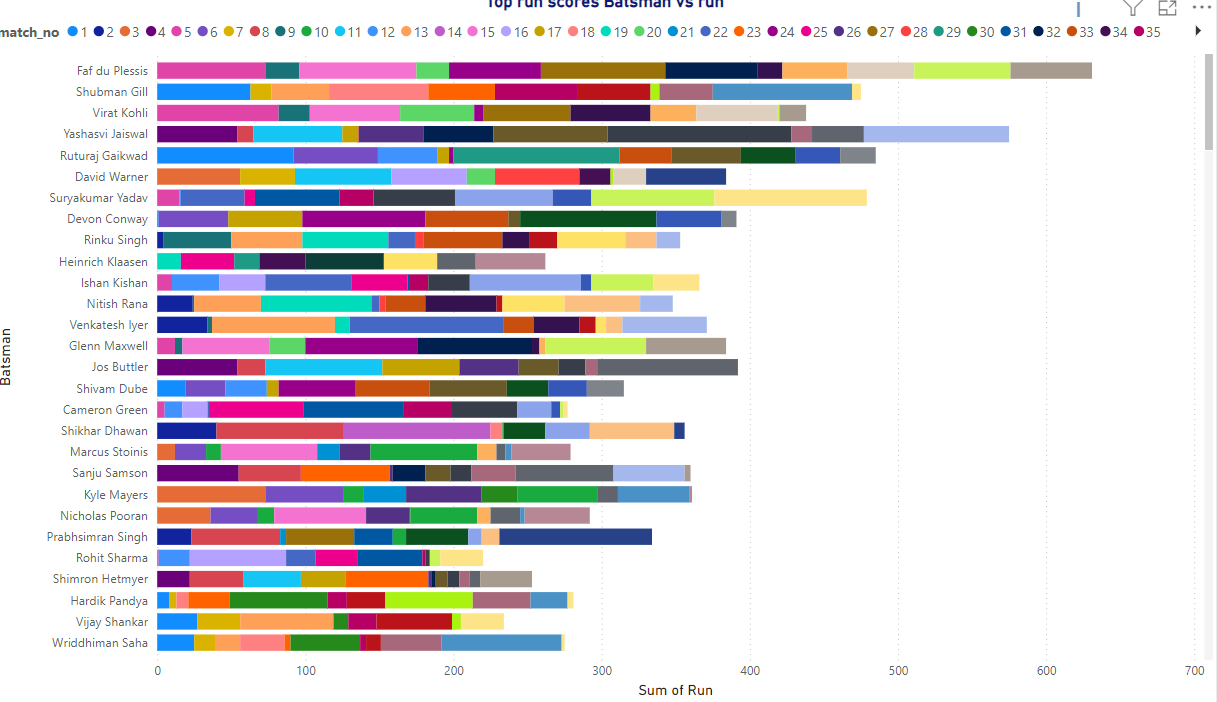 Top run scores Batsman vs run
match_no 1 2 3 4 5 6 7 8 9 10 11 12 13 14 15 16 17 18 19 20 21 22 23 24 25 26 27 28 29 30 31 32 33 34 35
Faf du Plessis
Shubman Gill
Virat Kohli
Yashasvi Jaiswal
Ruturaj Gaikwad
David Warner
Suryakumar Yadav
Devon Conway
Rinku Singh
Heinrich Klaasen
Ishan Kishan
Nitish Rana
Venkatesh Iyer
Glenn Maxwell
Jos Buttler
Shivam Dube
Cameron Green
Shikhar Dhawan
Marcus Stoinis
Sanju Samson
Kyle Mayers
Nicholas Pooran
Prabhsimran Singh
Rohit Sharma
Shimron Hetmyer
Hardik Pandya
Vijay Shankar
Wriddhiman Saha
Batsman
0 100 200 300 400 500 600 700
Sum of Run